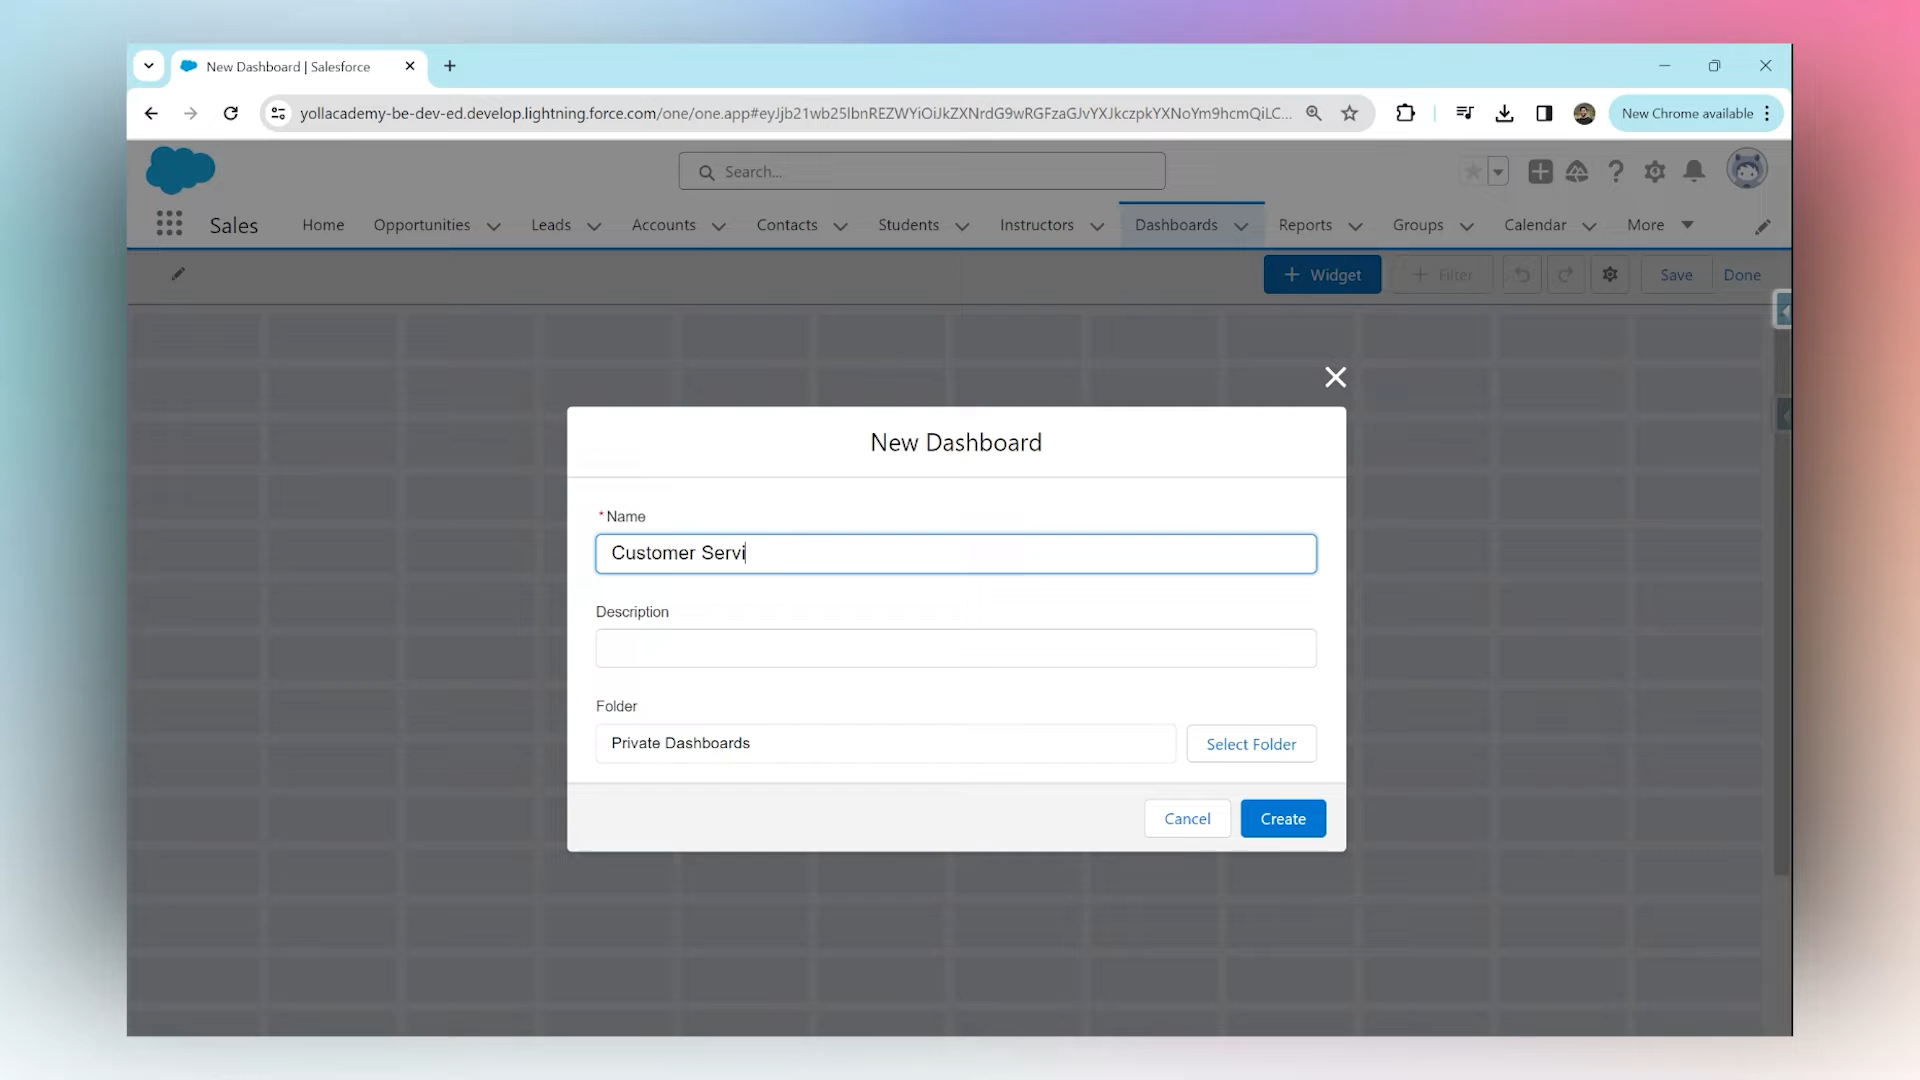 New Dashboard | Salesforce
yollacademy-be-dev-ed.develop.lightning.force.com/one/one.app#eyJjb21wb25lbnREZWYiOiJkZXNrdG9wRGFzaGJvYXJkczpkYXNoYm9hcmQiLC...
New Chrome available
Search...
Sales Home Opportunities Leads Accounts Contacts Students Instructors Dashboards Reports Groups Calendar More
+ Widget + Filter Save Done
New Dashboard
* Name
Customer Servi
Description
Folder
Private Dashboards Select Folder
Cancel Create